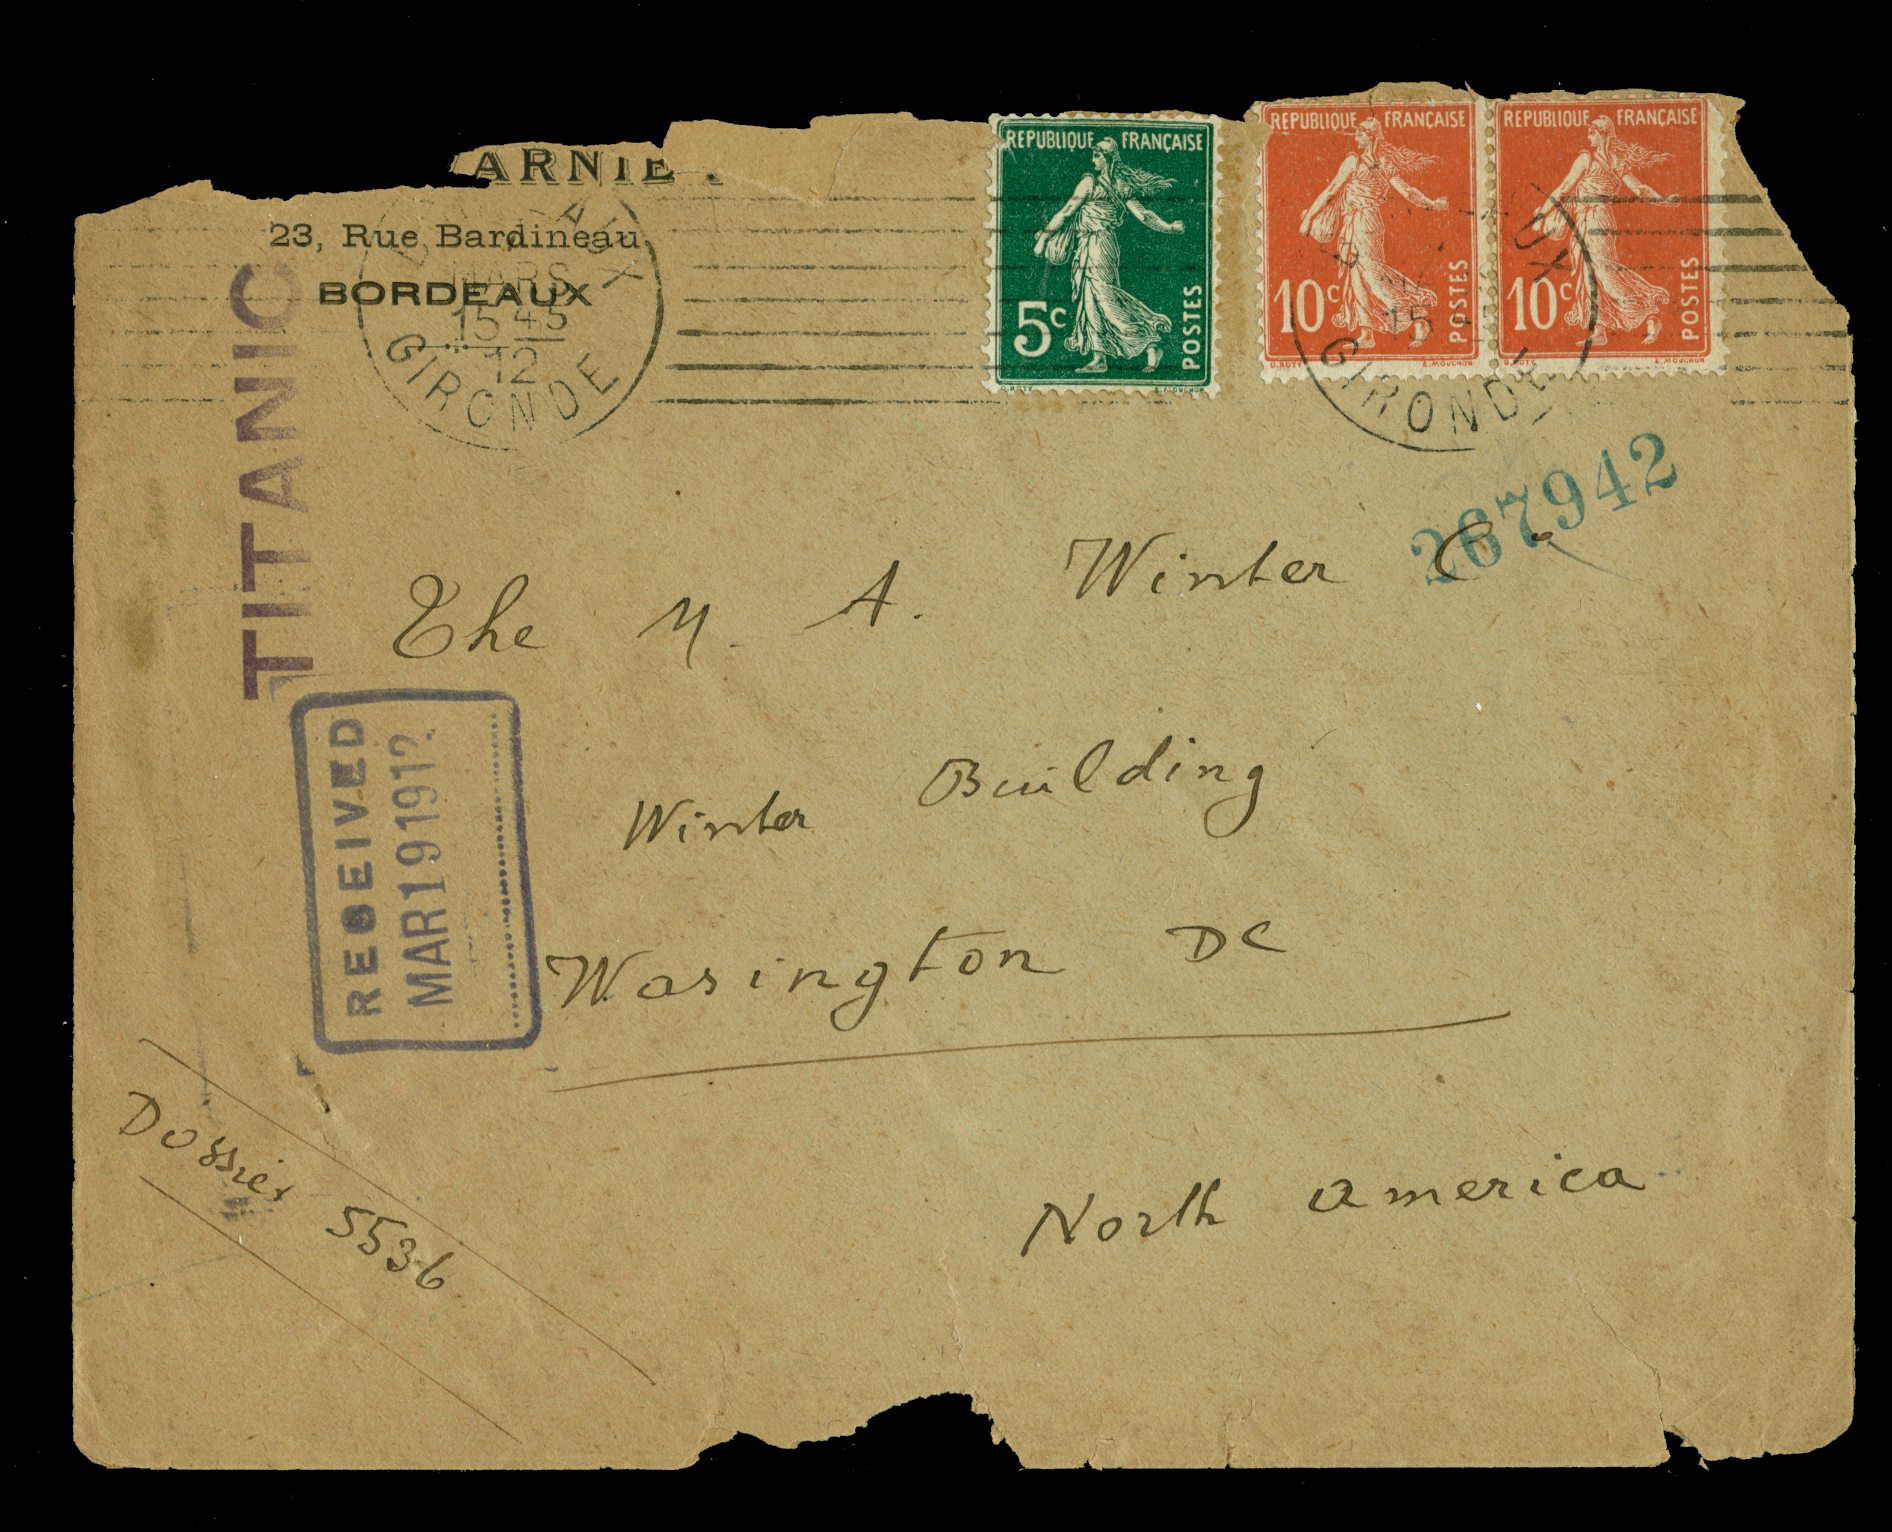 ARNIE
23, Rue Bardineau
BORDEAUX
MARS
15 45
12
GIRONDE
REPUBLIQUE FRANÇAISE
5c
POSTES
REPUBLIQUE FRANÇAISE
10c
POSTES
REPUBLIQUE FRANÇAISE
10c
POSTES
GIRONDE
267942
TITANIC
The M. A. Winter Co
Winter Building
Wasington DC
North america
RECEIVED
MAR 19 1912
Dossier 5536